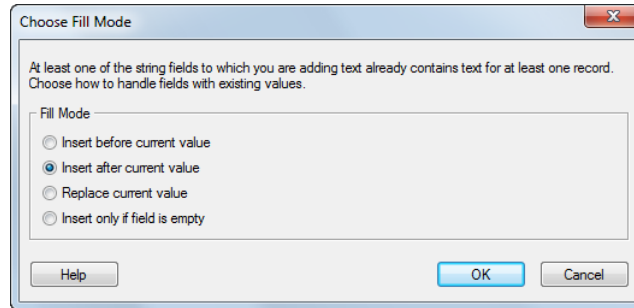 Choose Fill Mode
At least one of the string fields to which you are adding text already contains text for at least one record.
Choose how to handle fields with existing values.
Fill Mode
Insert before current value
Insert after current value
Replace current value
Insert only if field is empty
Help
OK
Cancel